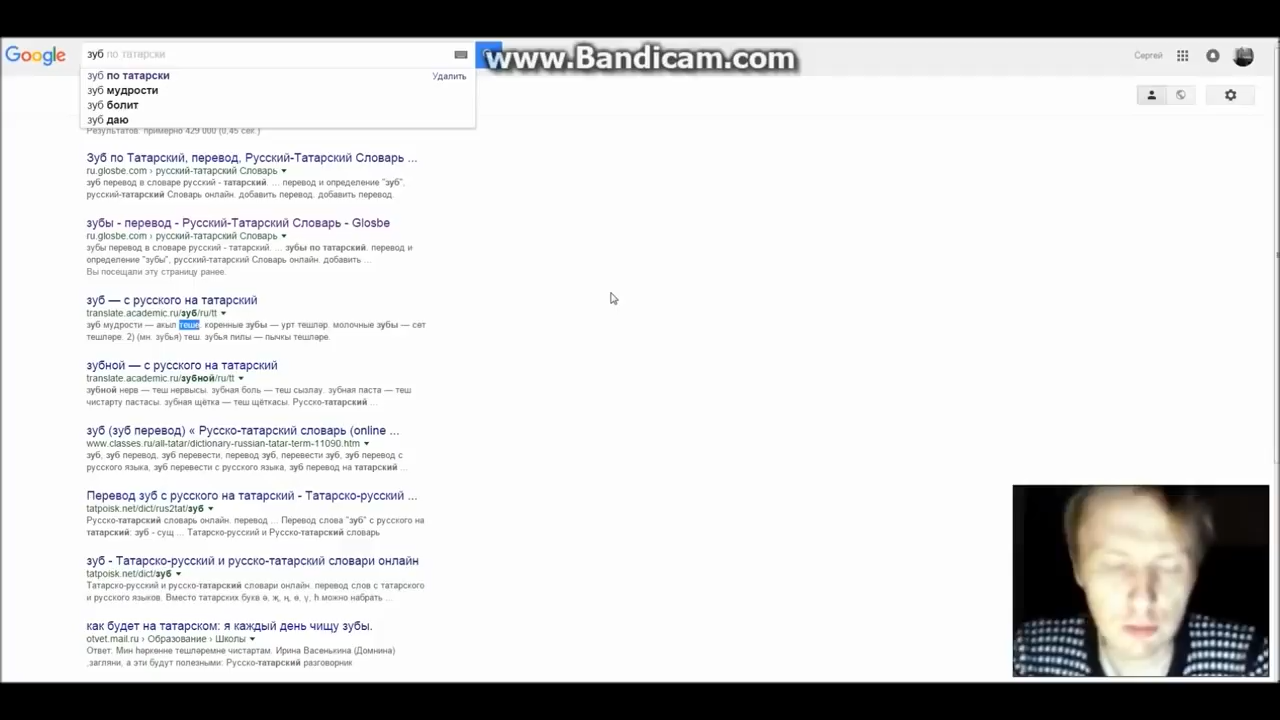 www.Bandicam.com
Google
зуб по татарски
Сергей
зуб по татарски
Удалить
зуб мудрости
зуб болит
зуб даю
Результатов: примерно 429 000 (0,45 сек.)
Зуб по Татарский, перевод, Русский-Татарский Словарь ...
ru.glosbe.com › русский-татарский Словарь
зуб перевод в словаре русский - татарский. ... перевод и определение "зуб",
русский-татарский Словарь онлайн. добавить перевод. добавить перевод.
зубы - перевод - Русский-Татарский Словарь - Glosbe
ru.glosbe.com › русский-татарский Словарь
зубы перевод в словаре русский - татарский. ... зубы по татарский. перевод и
определение "зубы", русский-татарский Словарь онлайн. добавить ...
Вы посещали эту страницу ранее.
зуб — с русского на татарский
translate.academic.ru/зуб/ru/tt
зуб мудрости — акыл теше. коренные зубы — урт тешләр. молочные зубы — сөт
тешләре. 2) (мн. зубья) теш. зубья пилы — пычкы тешләре.
зубной — с русского на татарский
translate.academic.ru/зубной/ru/tt
зубной нерв — теш нервысы. зубная боль — теш сызлау. зубная паста — теш
чистарту пастасы. зубная щётка — теш щёткасы. Русско-татарский ...
зуб (зуб перевод) « Русско-татарский словарь (online ...
www.classes.ru/all-tatar/dictionary-russian-tatar-term-11090.htm
зуб, зуб перевод, зуб перевести, перевод зуб, перевести зуб, зуб перевод с
русского языка, зуб перевести с русского языка, зуб перевод на татарский ...
Перевод зуб с русского на татарский - Татарско-русский ...
tatpoisk.net/dict/rus2tat/зуб
Русско-татарский словарь онлайн. перевод ... Перевод слова "зуб" с русского на
татарский: зуб - сущ ... Татарско-русский и Русско-татарский словарь
зуб - Татарско-русский и русско-татарский словари онлайн
tatpoisk.net/dict/зуб
Татарско-русский и русско-татарский словари онлайн. перевод слов с татарского
и русского языков. Вместо татарских букв ә, җ, ң, ө, ү, һ можно набрать ...
как будет на татарском: я каждый день чищу зубы.
otvet.mail.ru › Образование › Школы
Ответ. Мин һәркөнне тешләремне чистартам. Ирина Васенькина (Домнина)
,загляни, а эти будут полезными: Русско-татарский разговорник